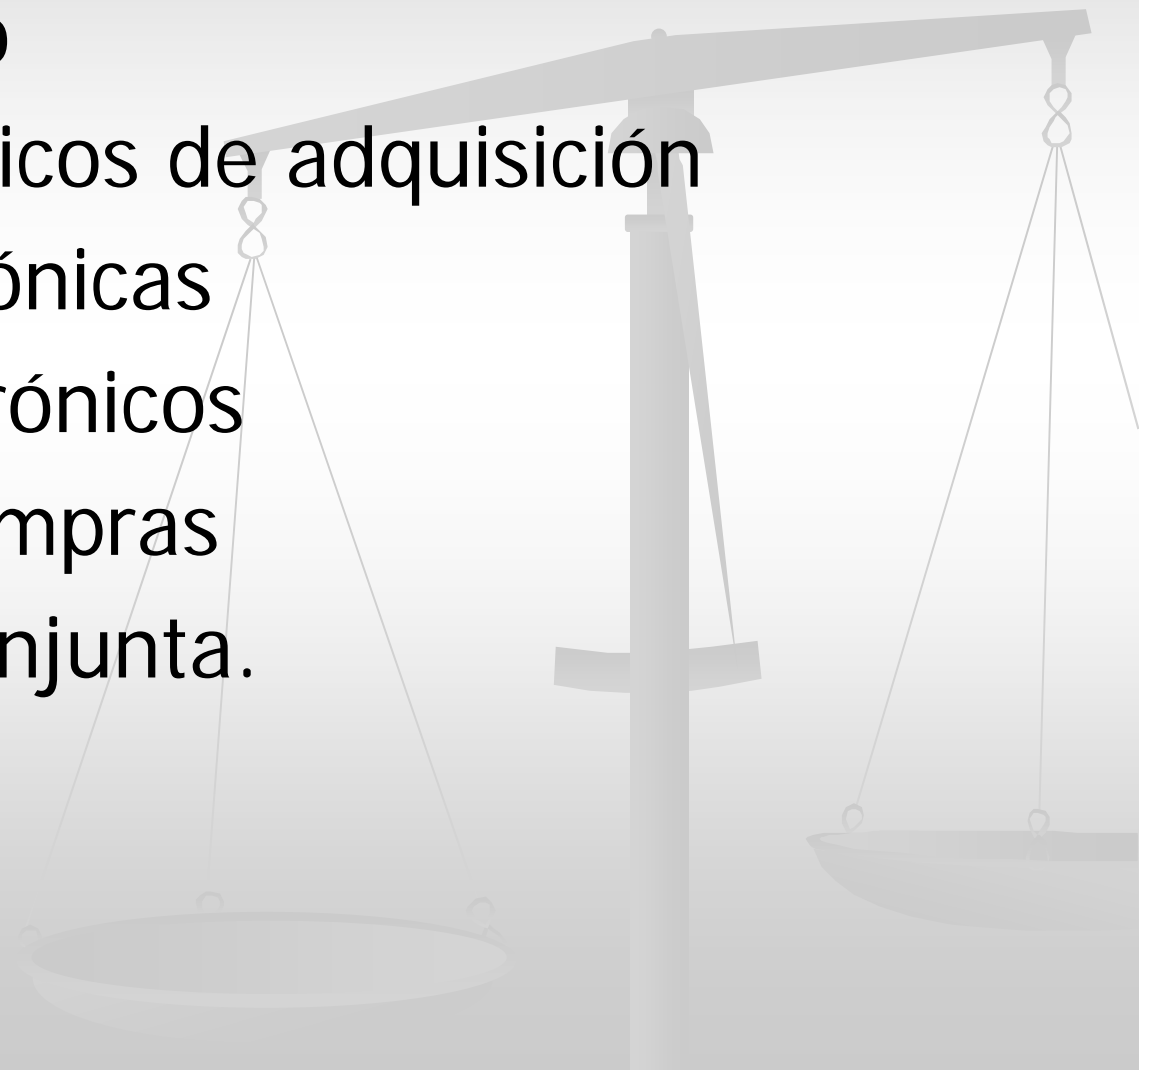 icos de adquisición
ónicas
rónicos
mpras
njunta.